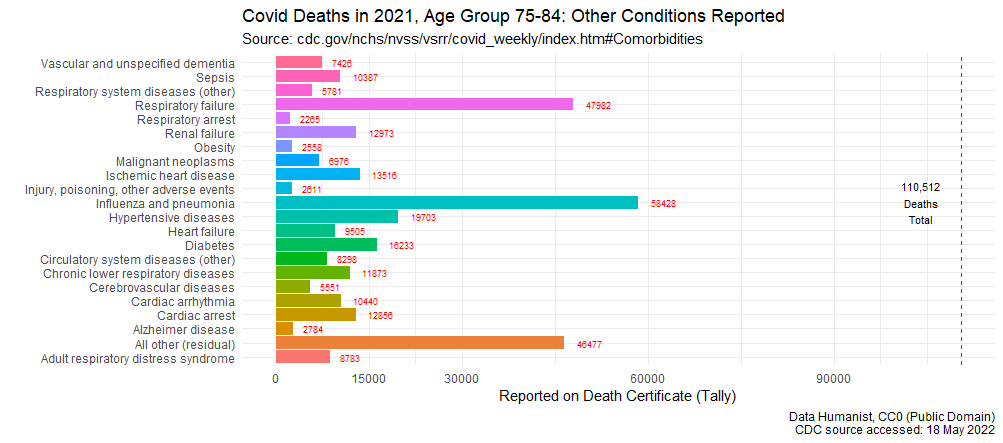 Covid Deaths in 2021, Age Group 75-84: Other Conditions Reported
Source: cdc.gov/nchs/nvss/vsrr/covid_weekly/index.htm#Comorbidities
Vascular and unspecified dementia 7426
Sepsis 10387
Respiratory system diseases (other) 5781
Respiratory failure 47982
Respiratory arrest 2265
Renal failure 12973
Obesity 2558
Malignant neoplasms 6976
Ischemic heart disease 13516
Injury, poisoning, other adverse events 2611
Influenza and pneumonia 58428
Hypertensive diseases 19703
Heart failure 9505
Diabetes 16233
Circulatory system diseases (other) 8298
Chronic lower respiratory diseases 11873
Cerebrovascular diseases 5551
Cardiac arrhythmia 10440
Cardiac arrest 12856
Alzheimer disease 2784
All other (residual) 46477
Adult respiratory distress syndrome 8783
110,512
Deaths
Total
0 15000 30000 60000 90000
Reported on Death Certificate (Tally)
Data Humanist, CC0 (Public Domain)
CDC source accessed: 18 May 2022